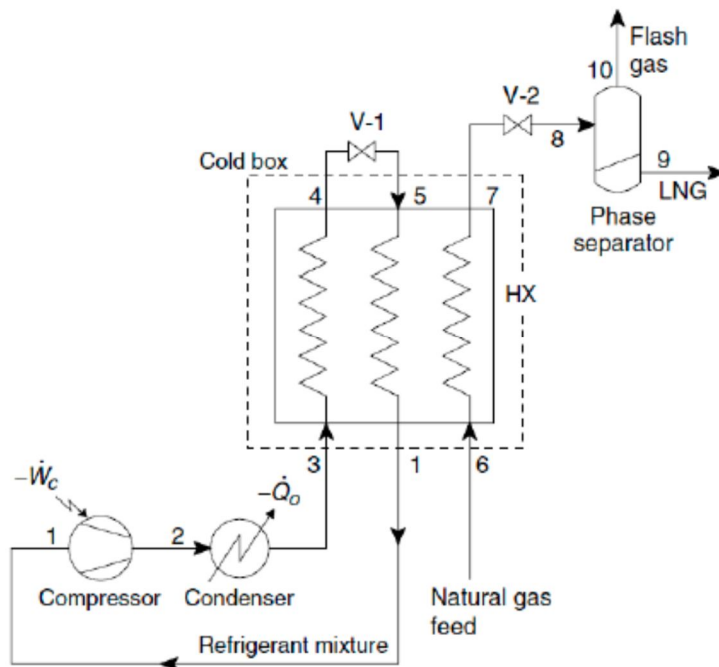 Flash
gas
10
V-2
V-1
8
9
LNG
Cold box
4
5
7
Phase
separator
HX
3
1
6
−Ẇc
−Q̇o
1
2
Compressor
Condenser
Natural gas
feed
Refrigerant mixture